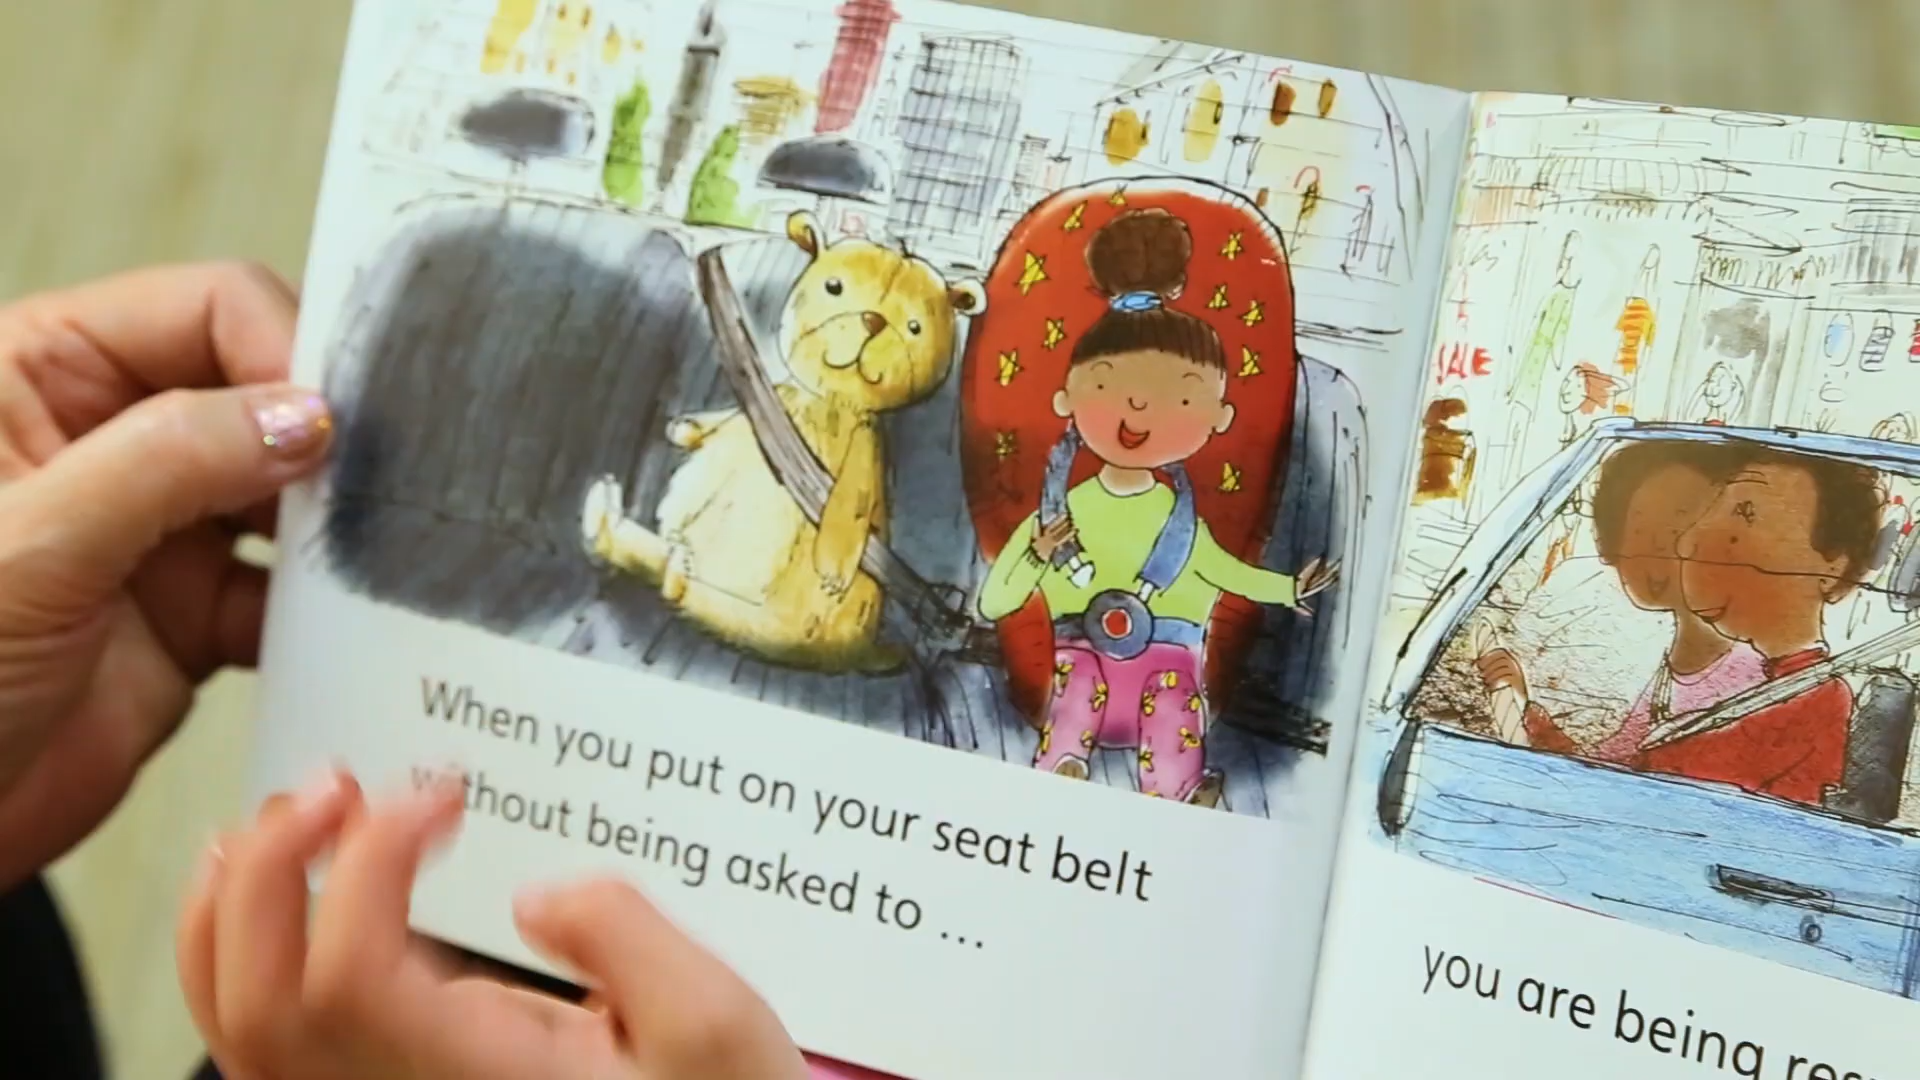 SALE
When you put on your seat belt
without being asked to ...
you are being